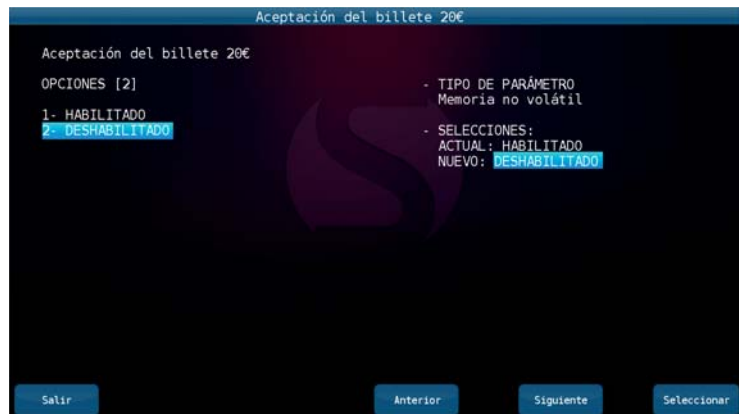 Aceptación del billete 20€
Aceptación del billete 20€
OPCIONES [2]
1- HABILITADO
2- DESHABILITADO
- TIPO DE PARÁMETRO
Memoria no volátil
- SELECCIONES:
ACTUAL: HABILITADO
NUEVO: DESHABILITADO
Salir
Anterior
Siguiente
Seleccionar